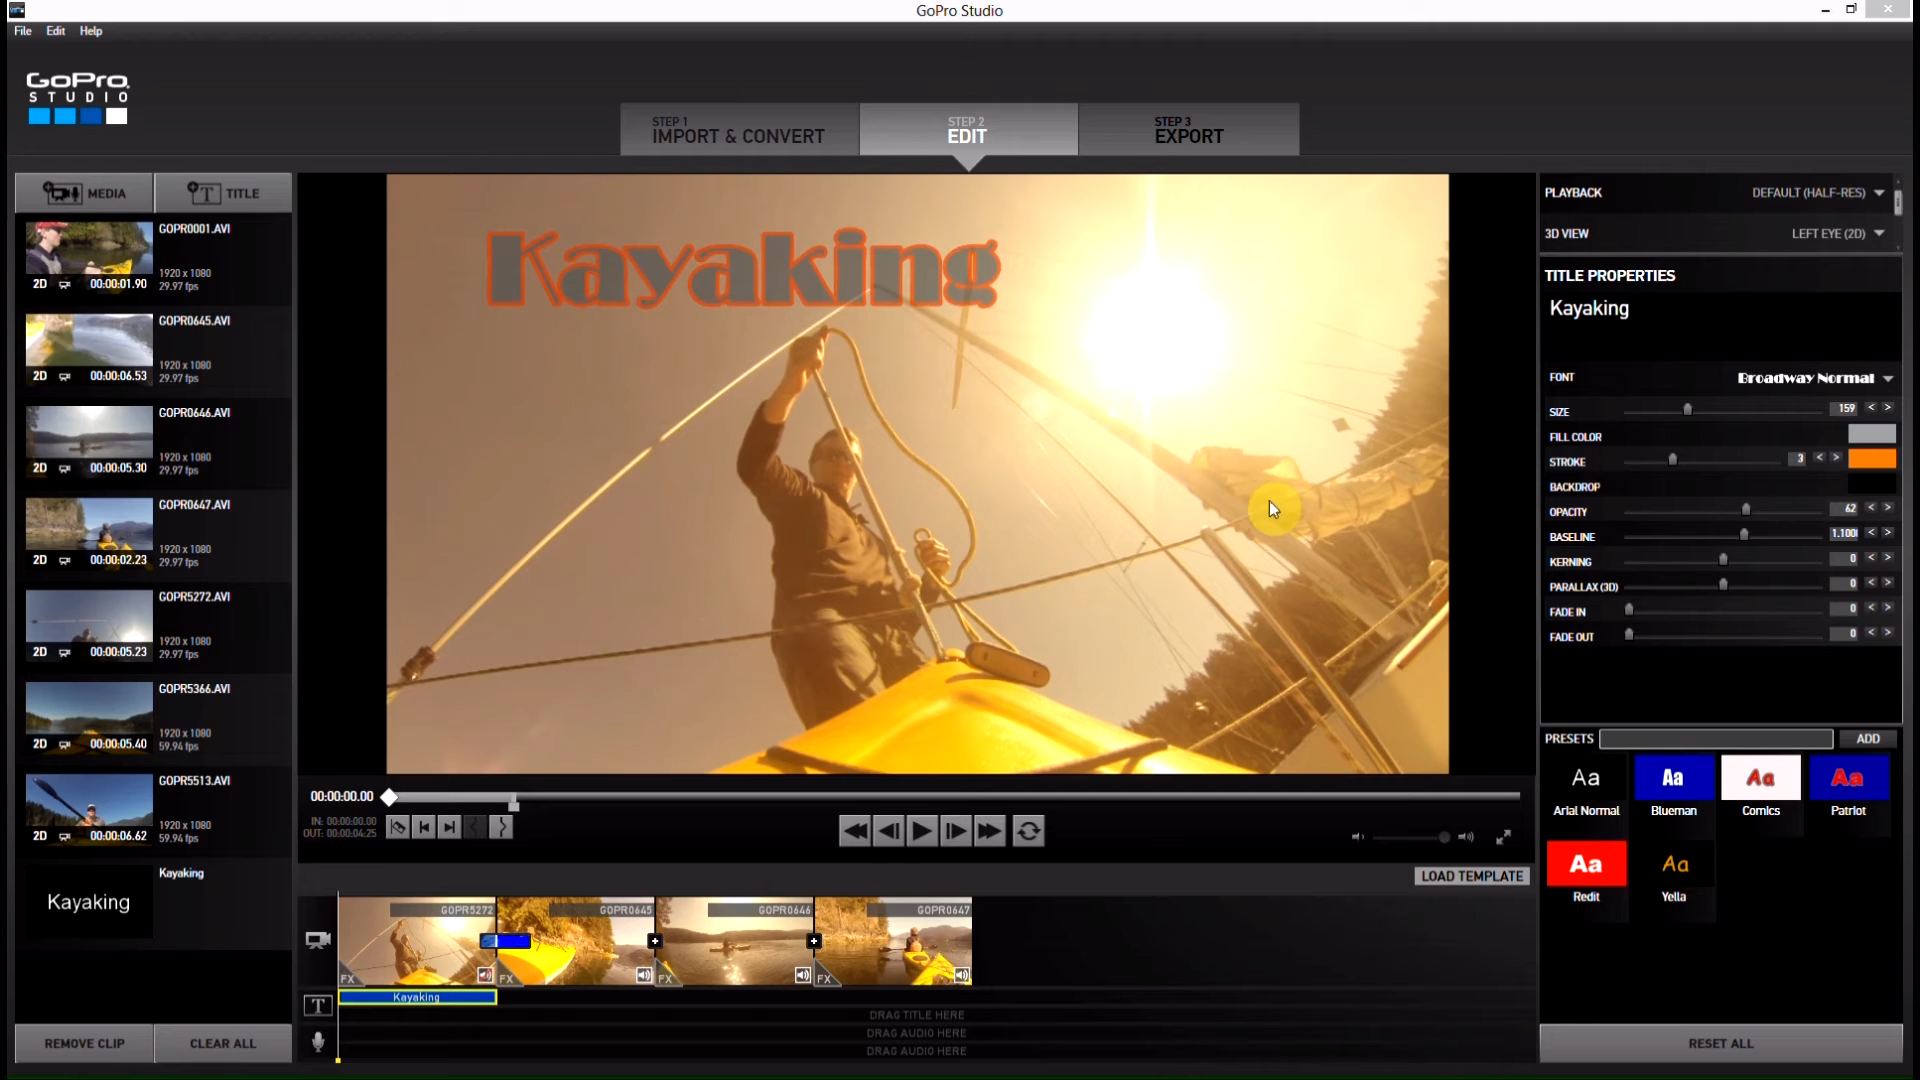 GoPro Studio
File Edit Help
GoPro
STUDIO
STEP 1
IMPORT & CONVERT
STEP 2
EDIT
STEP 3
EXPORT
MEDIA
T TITLE
GOPR0001.AVI
1920 x 1080
2D 00:00:01.90 29.97 fps
GOPR0645.AVI
1920 x 1080
2D 00:00:06.53 29.97 fps
GOPR0646.AVI
1920 x 1080
2D 00:00:05.30 29.97 fps
GOPR0647.AVI
1920 x 1080
2D 00:00:02.23 29.97 fps
GOPR5272.AVI
1920 x 1080
2D 00:00:05.23 29.97 fps
GOPR5366.AVI
1920 x 1080
2D 00:00:05.40 59.94 fps
GOPR5513.AVI
1920 x 1080
2D 00:00:06.62 59.94 fps
Kayaking
Kayaking
REMOVE CLIP CLEAR ALL
Kayaking
00:00:00.00
IN: 00:00:00.00
OUT: 00:00:04:25
LOAD TEMPLATE
GOPR5272 GOPR0645 GOPR0646 GOPR0647
FX FX FX FX
T Kayaking
DRAG TITLE HERE
DRAG AUDIO HERE
DRAG AUDIO HERE
PLAYBACK DEFAULT (HALF-RES)
3D VIEW LEFT EYE (2D)
TITLE PROPERTIES
Kayaking
FONT Broadway Normal
SIZE 159 < >
FILL COLOR
STROKE 3 < >
BACKDROP
OPACITY 62 < >
BASELINE 1.100 < >
KERNING 0 < >
PARALLAX (3D) 0 < >
FADE IN 0 < >
FADE OUT 0 < >
PRESETS ADD
Aa Aa Aa Aa
Arial Normal Blueman Comics Patriot
Aa Aa
Redit Yella
RESET ALL